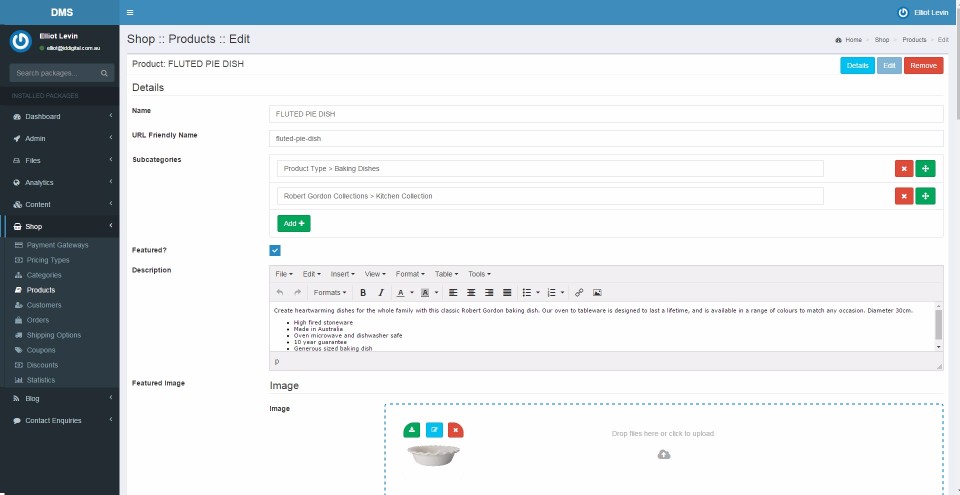 DMS
Elliot Levin
Elliot Levin
elliot@iddigital.com.au
Search packages...
INSTALLED PACKAGES
Dashboard
Admin
Files
Analytics
Content
Shop
Payment Gateways
Pricing Types
Categories
Products
Customers
Orders
Shipping Options
Coupons
Discounts
Statistics
Blog
Contact Enquiries
Shop :: Products :: Edit
Home > Shop > Products > Edit
Product: FLUTED PIE DISH
Details Edit Remove
Details
Name
FLUTED PIE DISH
URL Friendly Name
fluted-pie-dish
Subcategories
Product Type > Baking Dishes
Robert Gordon Collections > Kitchen Collection
Add
Featured?
Description
File Edit Insert View Format Table Tools
Formats B I A A
Create heartwarming dishes for the whole family with this classic Robert Gordon baking dish. Our oven to tableware is designed to last a lifetime, and is available in a range of colours to match any occasion. Diameter 30cm.
High fired stoneware
Made in Australia
Oven microwave and dishwasher safe
10 year guarantee
Generous sized baking dish
p
Featured Image
Image
Image
Drop files here or click to upload.